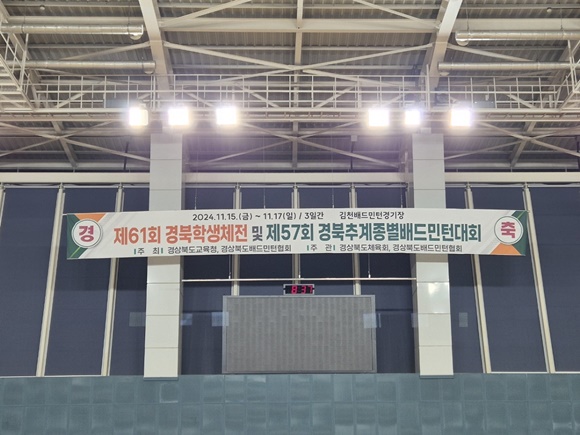 2024.11.15.(금) ~ 11.17(일) / 3일간 김천배드민턴경기장
경 제61회 경북학생체전 및 제57회 경북추계종별배드민턴대회 축
주 최 경상북도교육청, 경상북도배드민턴협회 주 관 경상북도체육회, 경상북도배드민턴협회
8:37